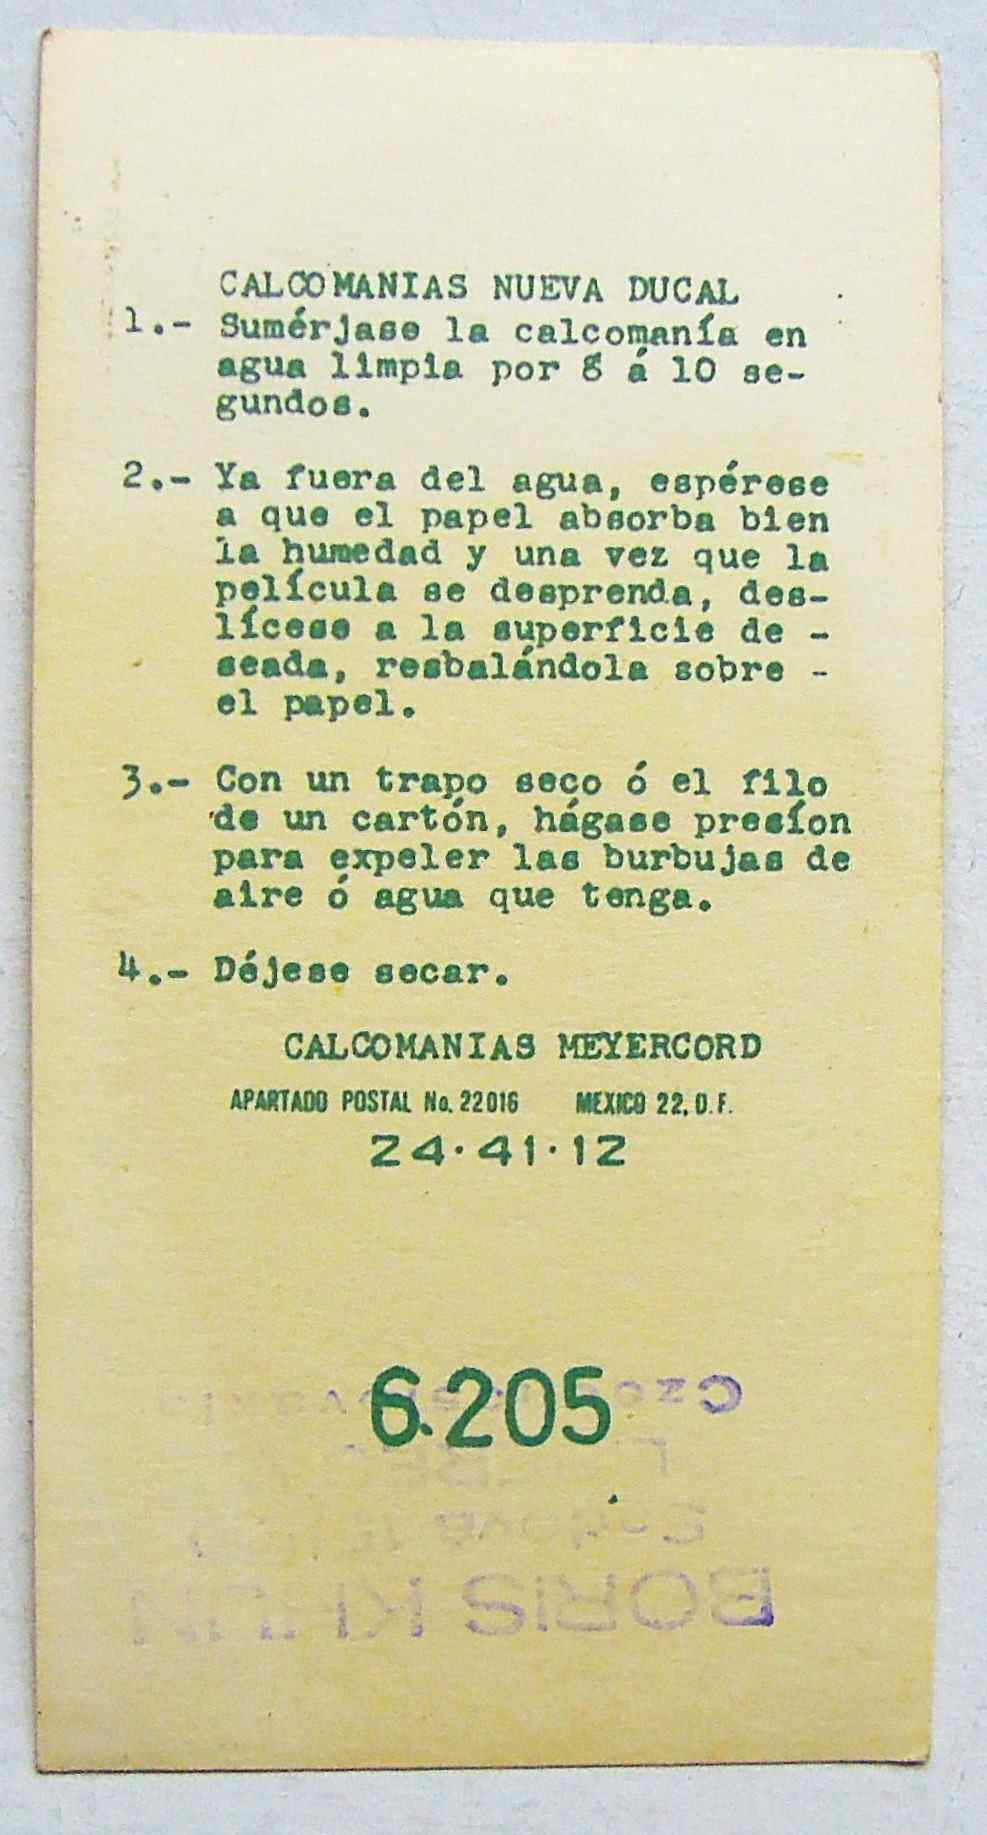 CALCOMANIAS NUEVA DUCAL
1.- Sumérjase la calcomanía en
agua limpia por 8 á 10 se-
gundos.
2.- Ya fuera del agua, espérese
a que el papel absorba bien
la humedad y una vez que la
película se desprenda, des-
lícese a la superficie de -
seada, resbalándola sobre -
el papel.
3.- Con un trapo seco ó el filo
de un cartón, hágase presíon
para expeler las burbujas de
aire ó agua que tenga.
4.- Déjese secar.
CALCOMANIAS MEYERCORD
APARTADO POSTAL No. 22016 MEXICO 22, D.F.
24·41·12
6.205
BORIS